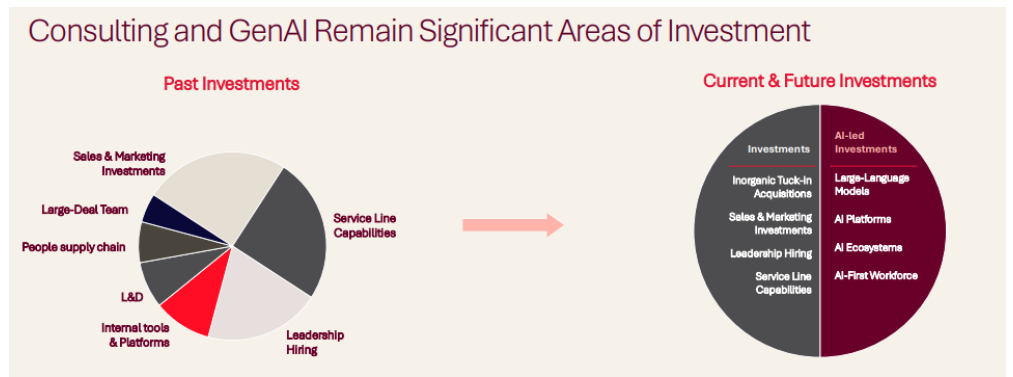 Consulting and GenAI Remain Significant Areas of Investment
Past Investments
Sales & Marketing
Investments
Large-Deal Team
People supply chain
L&D
Internal tools
& Platforms
Leadership
Hiring
Service Line
Capabilities
Current & Future Investments
Investments
Inorganic Tuck-In
Acquisitions
Sales & Marketing
Investments
Leadership Hiring
Service Line
Capabilities
AI-led
Investments
Large-Language
Models
AI Platforms
AI Ecosystems
AI-First Workforce